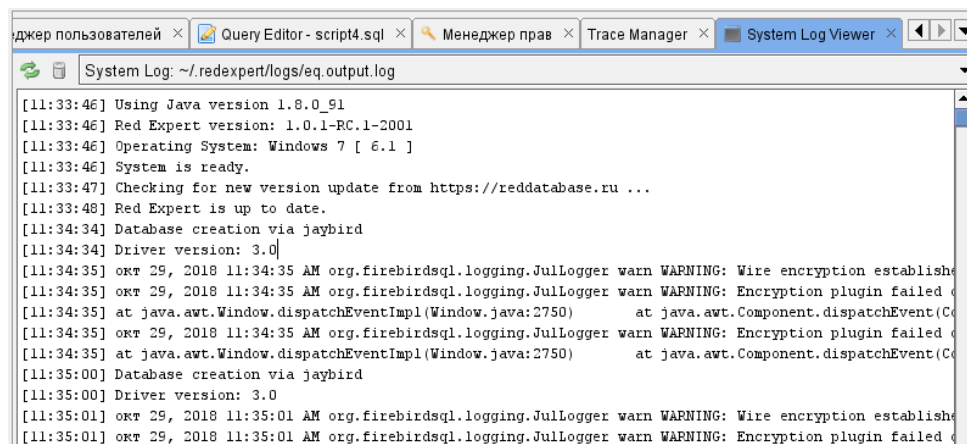 джер пользователей × Query Editor - script4.sql × Менеджер прав × Trace Manager × System Log Viewer ×
System Log: ~/.redexpert/logs/eq.output.log
[11:33:46] Using Java version 1.8.0_91
[11:33:46] Red Expert version: 1.0.1-RC.1-2001
[11:33:46] Operating System: Windows 7 [ 6.1 ]
[11:33:46] System is ready.
[11:33:47] Checking for new version update from https://reddatabase.ru ...
[11:33:48] Red Expert is up to date.
[11:34:34] Database creation via jaybird
[11:34:34] Driver version: 3.0
[11:34:35] окт 29, 2018 11:34:35 AM org.firebirdsql.logging.JulLogger warn WARNING: Wire encryption establishe
[11:34:35] окт 29, 2018 11:34:35 AM org.firebirdsql.logging.JulLogger warn WARNING: Encryption plugin failed
[11:34:35] at java.awt.Window.dispatchEventImpl(Window.java:2750) at java.awt.Component.dispatchEvent(Co
[11:34:35] окт 29, 2018 11:34:35 AM org.firebirdsql.logging.JulLogger warn WARNING: Encryption plugin failed
[11:34:35] at java.awt.Window.dispatchEventImpl(Window.java:2750) at java.awt.Component.dispatchEvent(Co
[11:35:00] Database creation via jaybird
[11:35:00] Driver version: 3.0
[11:35:01] окт 29, 2018 11:35:01 AM org.firebirdsql.logging.JulLogger warn WARNING: Wire encryption establishe
[11:35:01] окт 29, 2018 11:35:01 AM org.firebirdsql.logging.JulLogger warn WARNING: Encryption plugin failed